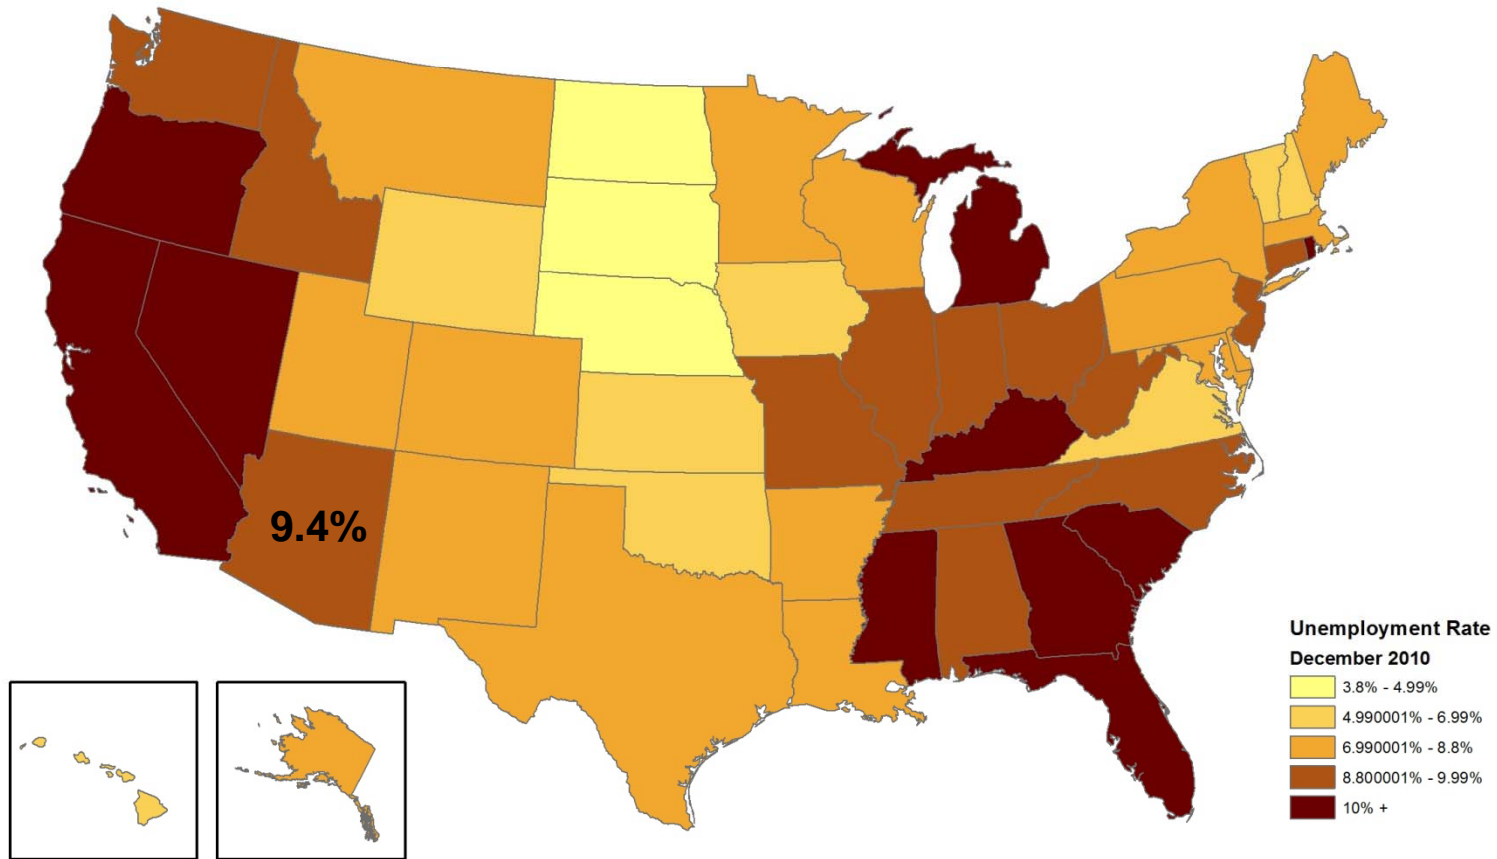 9.4%
Unemployment Rate
December 2010
3.8% - 4.99%
4.990001% - 6.99%
6.990001% - 8.8%
8.800001% - 9.99%
10% +